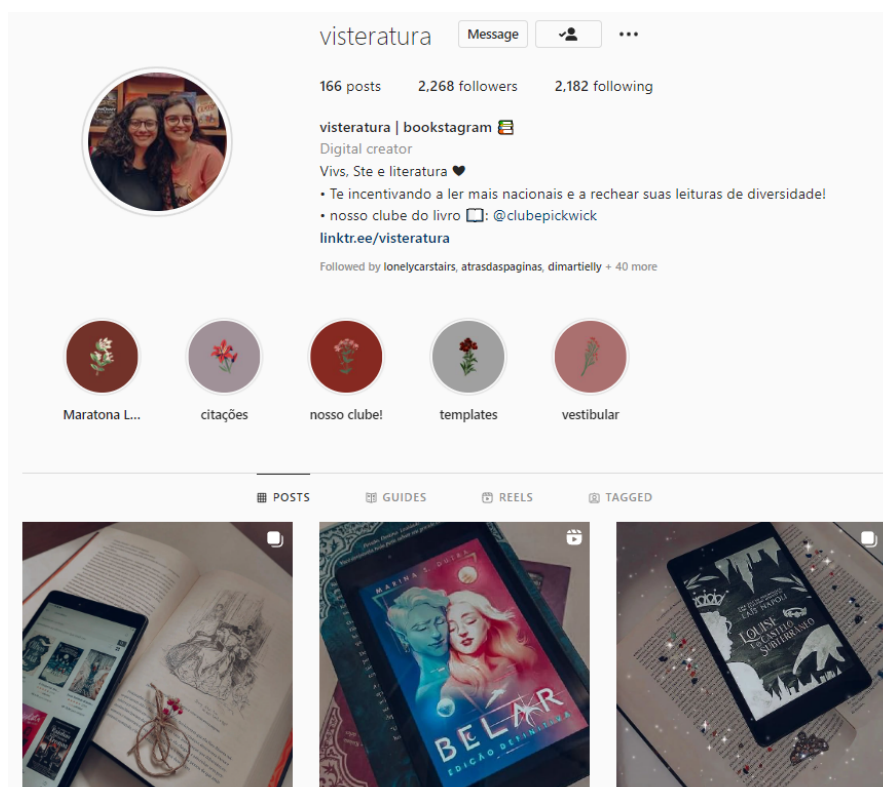 visteratura Message
166 posts 2,268 followers 2,182 following
visteratura | bookstagram
Digital creator
Vivs, Ste e literatura
• Te incentivando a ler mais nacionais e a rechear suas leituras de diversidade!
• nosso clube do livro : @clubepickwick
linktr.ee/visteratura
Followed by lonelycarstairs, atrasdaspaginas, dimartielly + 40 more
Maratona L... citações nosso clube! templates vestibular
POSTS GUIDES REELS TAGGED
MARINA S. DUTRA
BELAR
EDIÇÃO DEFINITIVA
LAÍS NAPOLI
LOUISE
E O CASTELO
SUBTERRÂNEO